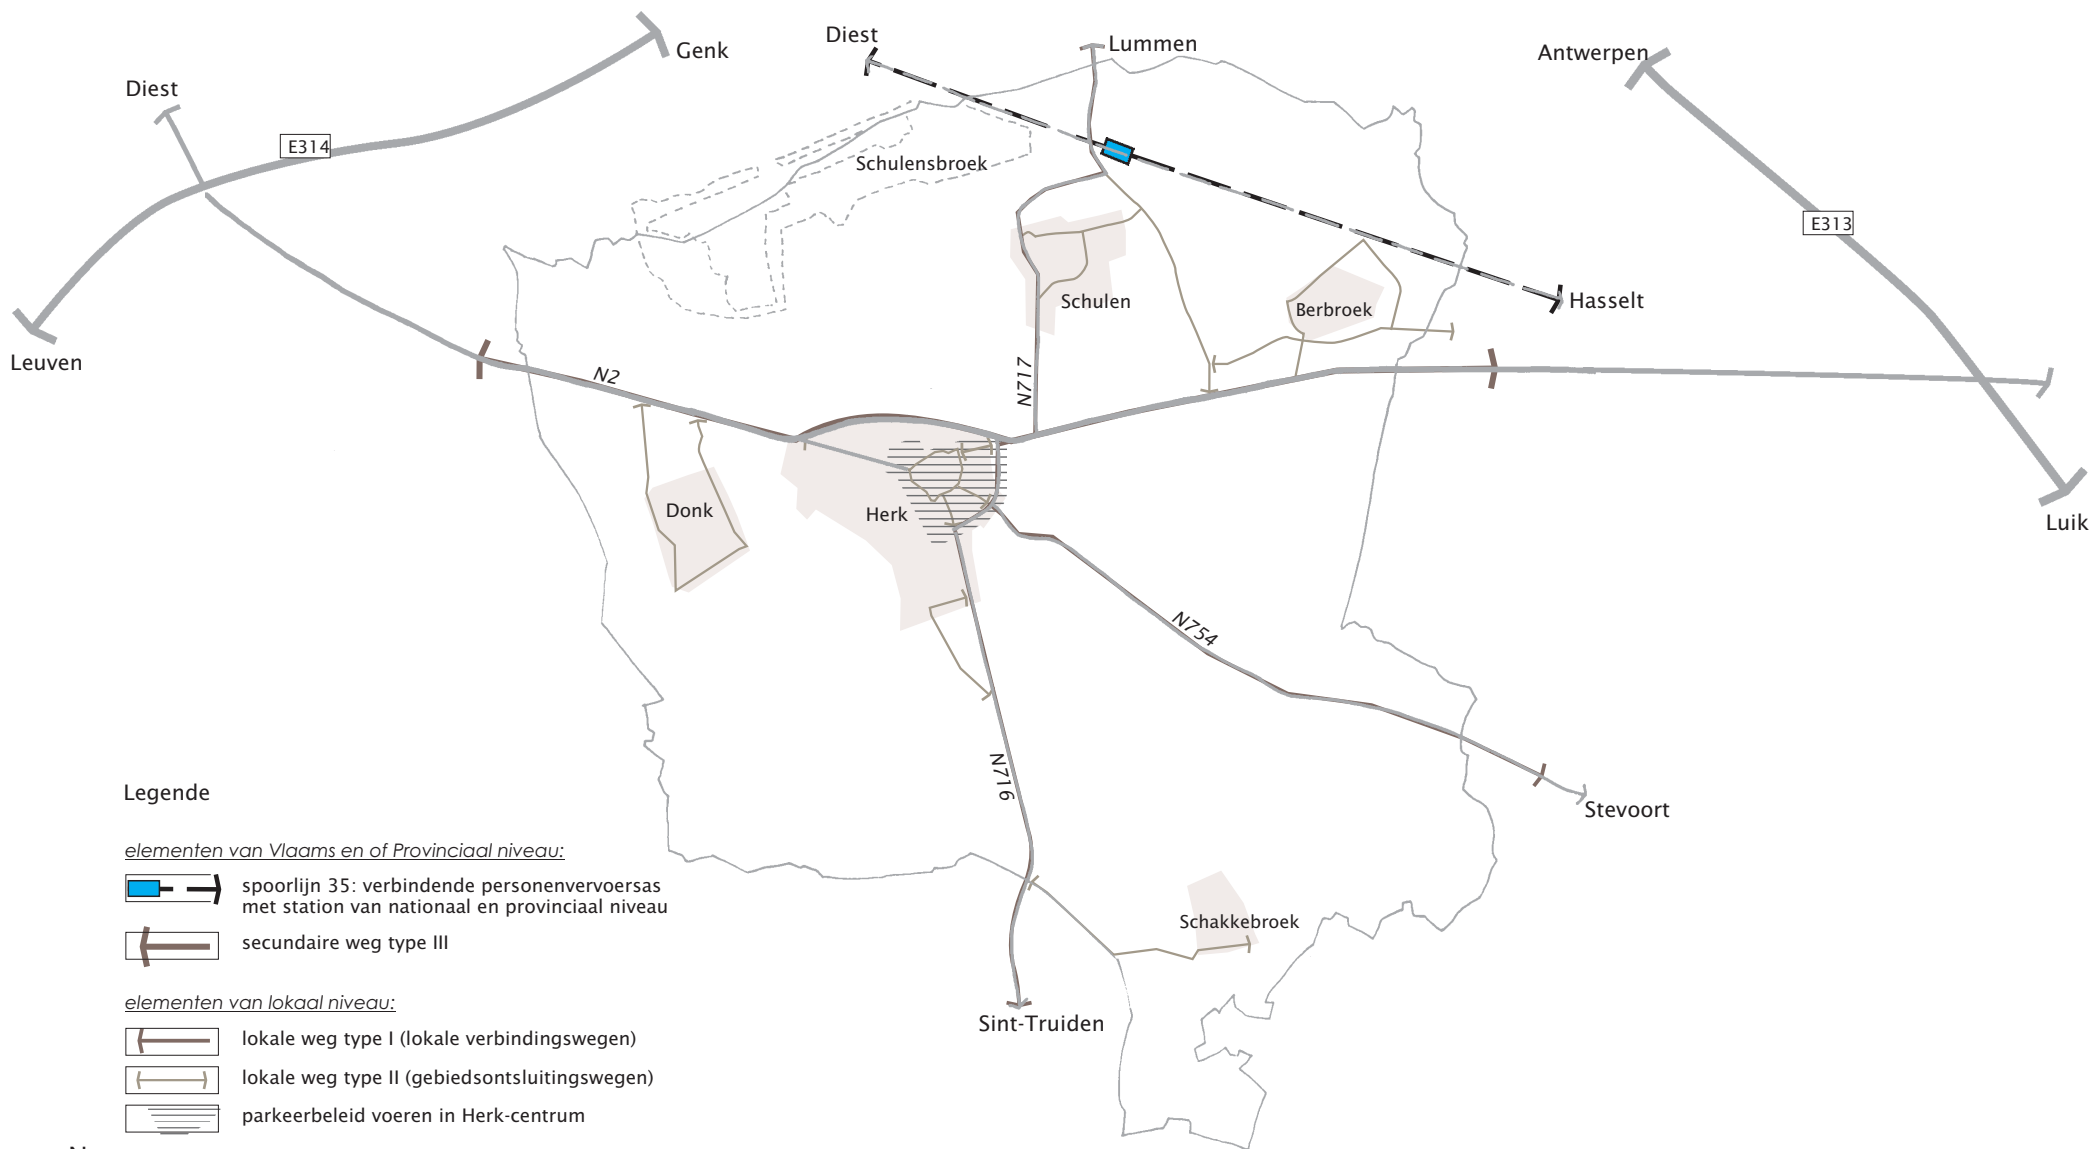 Genk
Diest
E314
Leuven
Diest
Lummen
Antwerpen
Schulensbroek
E313
Schulen
Berbroek
Hasselt
N2
N717
Donk
Herk
Luik
N754
N716
Stevoort
Schakkebroek
Sint-Truiden
Legende
elementen van Vlaams en of Provinciaal niveau:
spoorlijn 35: verbindende personenvervoersas
met station van nationaal en provinciaal niveau
secundaire weg type III
elementen van lokaal niveau:
lokale weg type I (lokale verbindingswegen)
lokale weg type II (gebiedsontsluitingswegen)
parkeerbeleid voeren in Herk-centrum